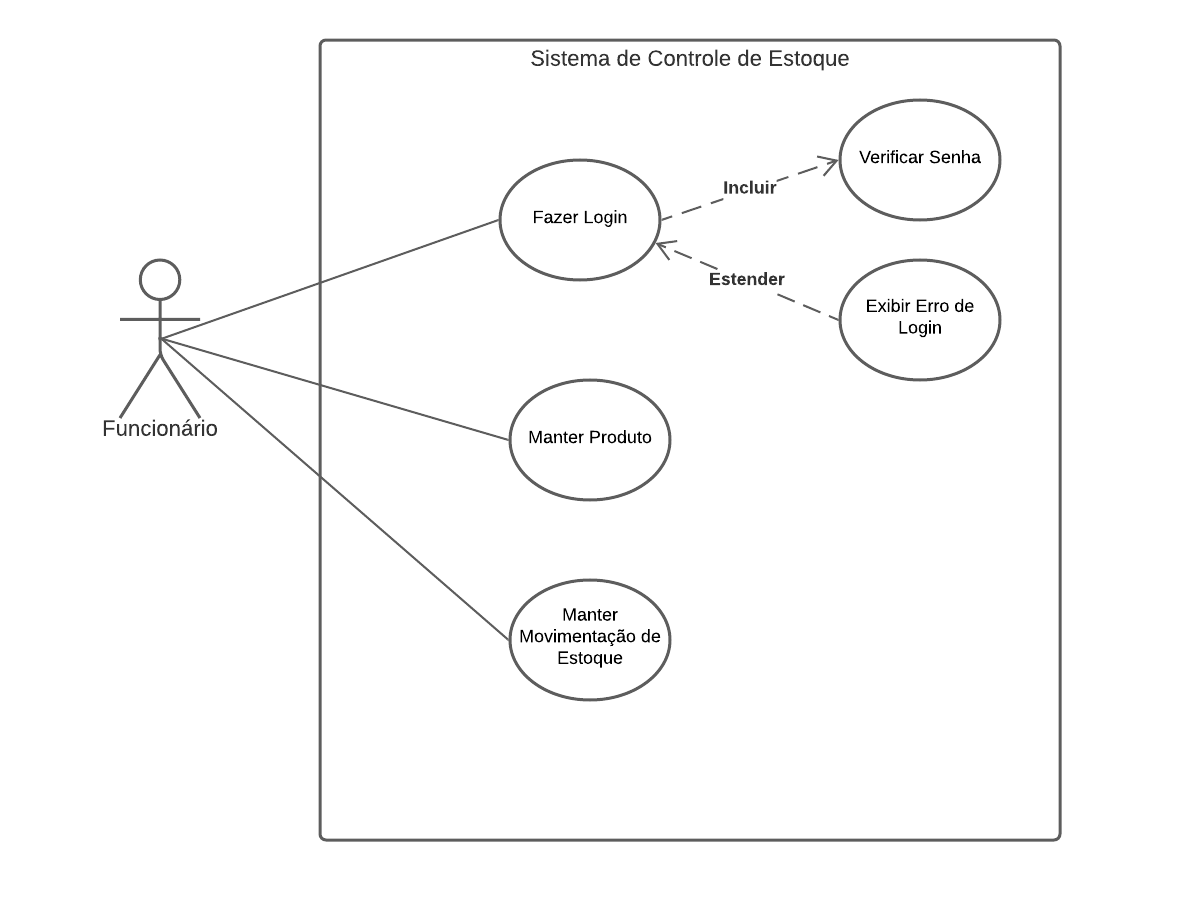 Sistema de Controle de Estoque
Verificar Senha
Incluir
Fazer Login
Estender
Exibir Erro de
Login
Funcionário
Manter Produto
Manter
Movimentação de
Estoque